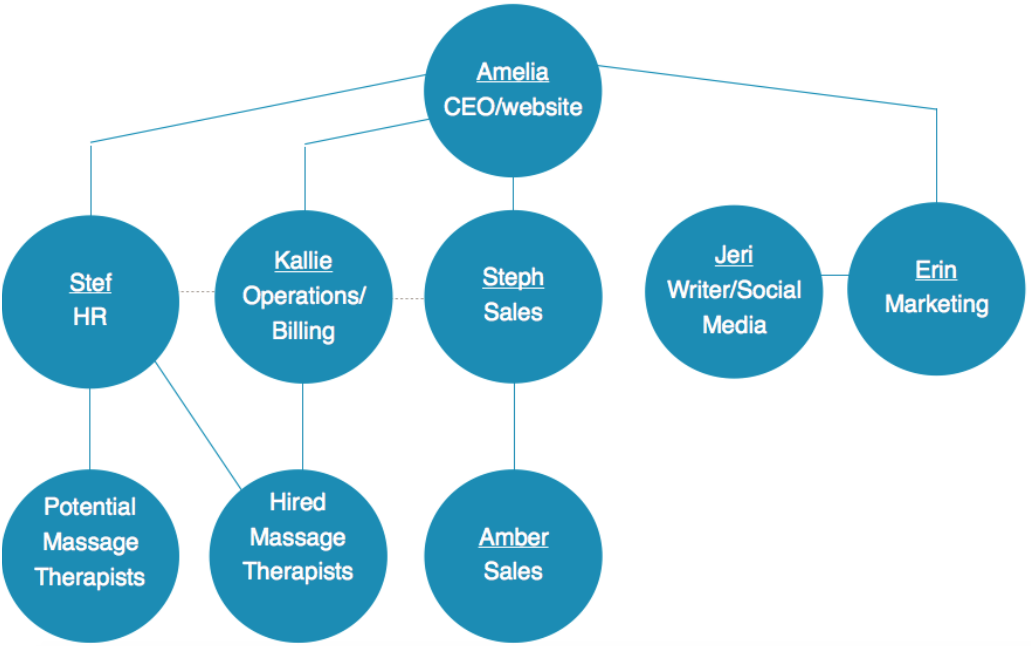 Amelia
CEO/website
Stef
HR
Kallie
Operations/
Billing
Steph
Sales
Jeri
Writer/Social
Media
Erin
Marketing
Potential
Massage
Therapists
Hired
Massage
Therapists
Amber
Sales